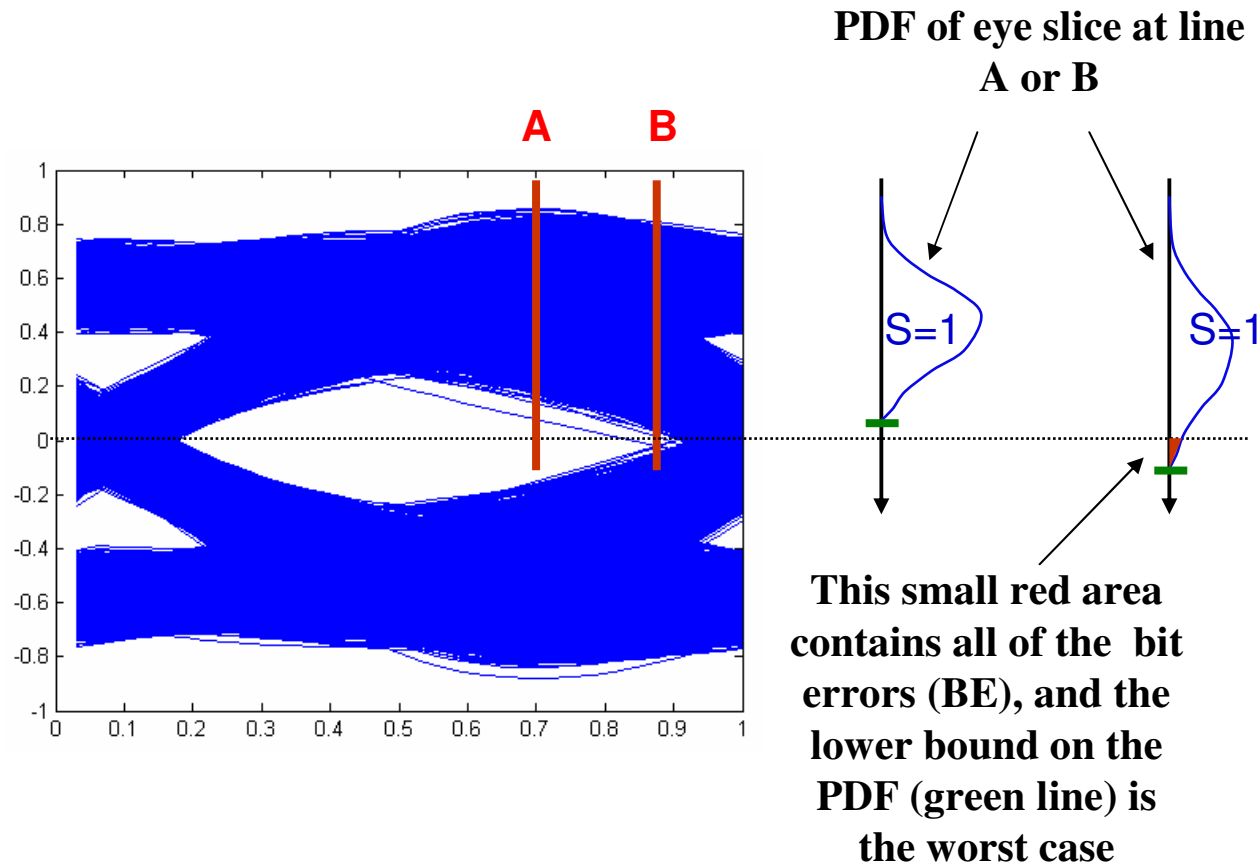 PDF of eye slice at line
A or B
A
B
1
0.8
0.6
0.4
0.2
0
-0.2
-0.4
-0.6
-0.8
-1
0 0.1 0.2 0.3 0.4 0.5 0.6 0.7 0.8 0.9 1
S=1
S=1
This small red area
contains all of the bit
errors (BE), and the
lower bound on the
PDF (green line) is
the worst case